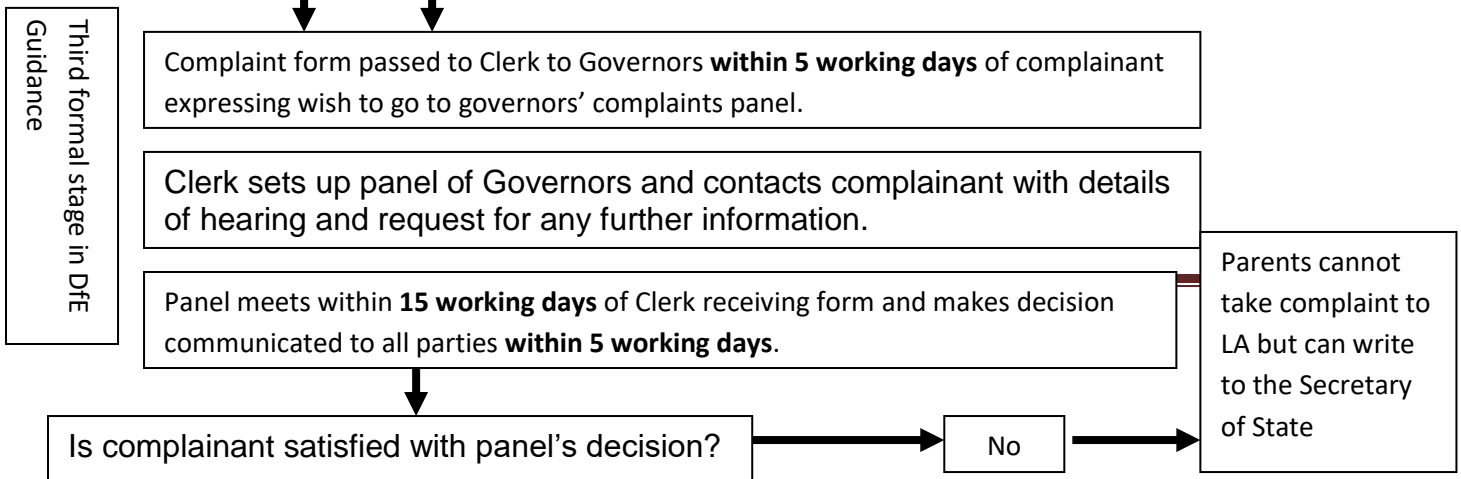 Third formal stage in DfE
Guidance
Complaint form passed to Clerk to Governors within 5 working days of complainant
expressing wish to go to governors’ complaints panel.
Clerk sets up panel of Governors and contacts complainant with details
of hearing and request for any further information.
Panel meets within 15 working days of Clerk receiving form and makes decision
communicated to all parties within 5 working days.
Is complainant satisfied with panel’s decision?
No
Parents cannot
take complaint to
LA but can write
to the Secretary
of State